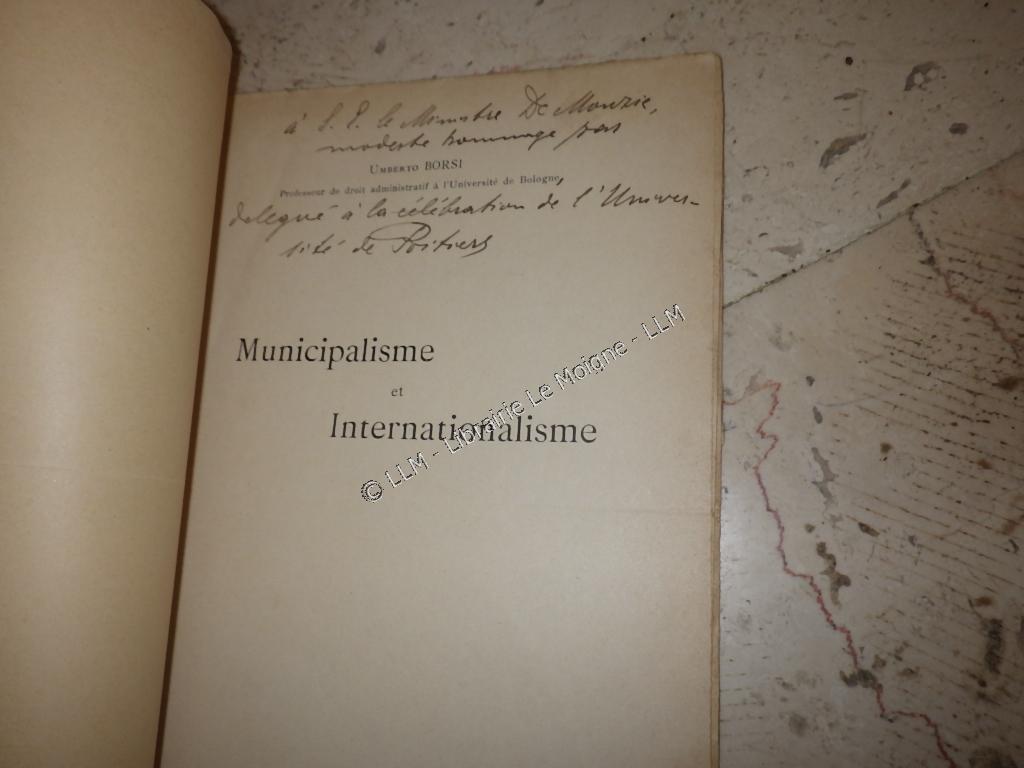 à S. E. le Ministre De Monzie,
modeste hommage par
UMBERTO BORSI
Professeur de droit administratif à l'Université de Bologne,
delegué à la célébration de l'Univer-
sité de Poitiers
Municipalisme
et
Internationalisme
© LLM - Librairie Le Moigne - LLM